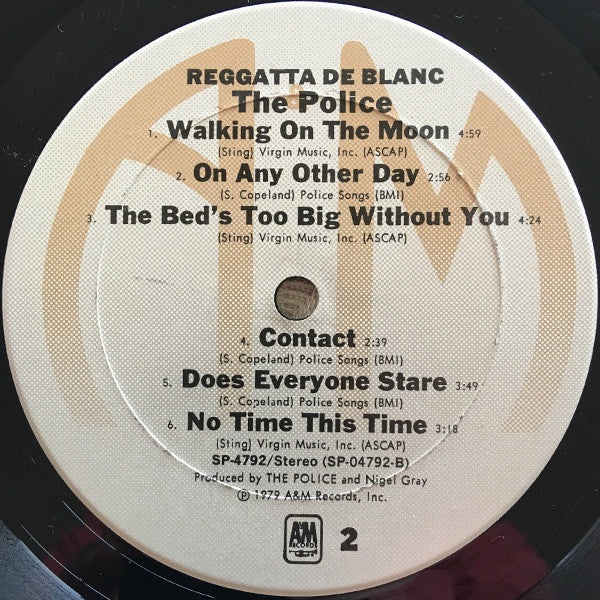 REGGATTA DE BLANC
The Police
1. Walking On The Moon 4:59
(Sting) Virgin Music, Inc. (ASCAP)
2. On Any Other Day 2:56
(S. Copeland) Police Songs (BMI)
3. The Bed's Too Big Without You 4:24
(Sting) Virgin Music, Inc. (ASCAP)
4. Contact 2:39
(S. Copeland) Police Songs (BMI)
5. Does Everyone Stare 3:49
(S. Copeland) Police Songs (BMI)
6. No Time This Time 3:18
(Sting) Virgin Music, Inc. (ASCAP)
SP-4792/Stereo (SP-04792-B)
Produced by THE POLICE and Nigel Gray
℗ 1979 A&M Records, Inc.
A&M
RECORDS
2